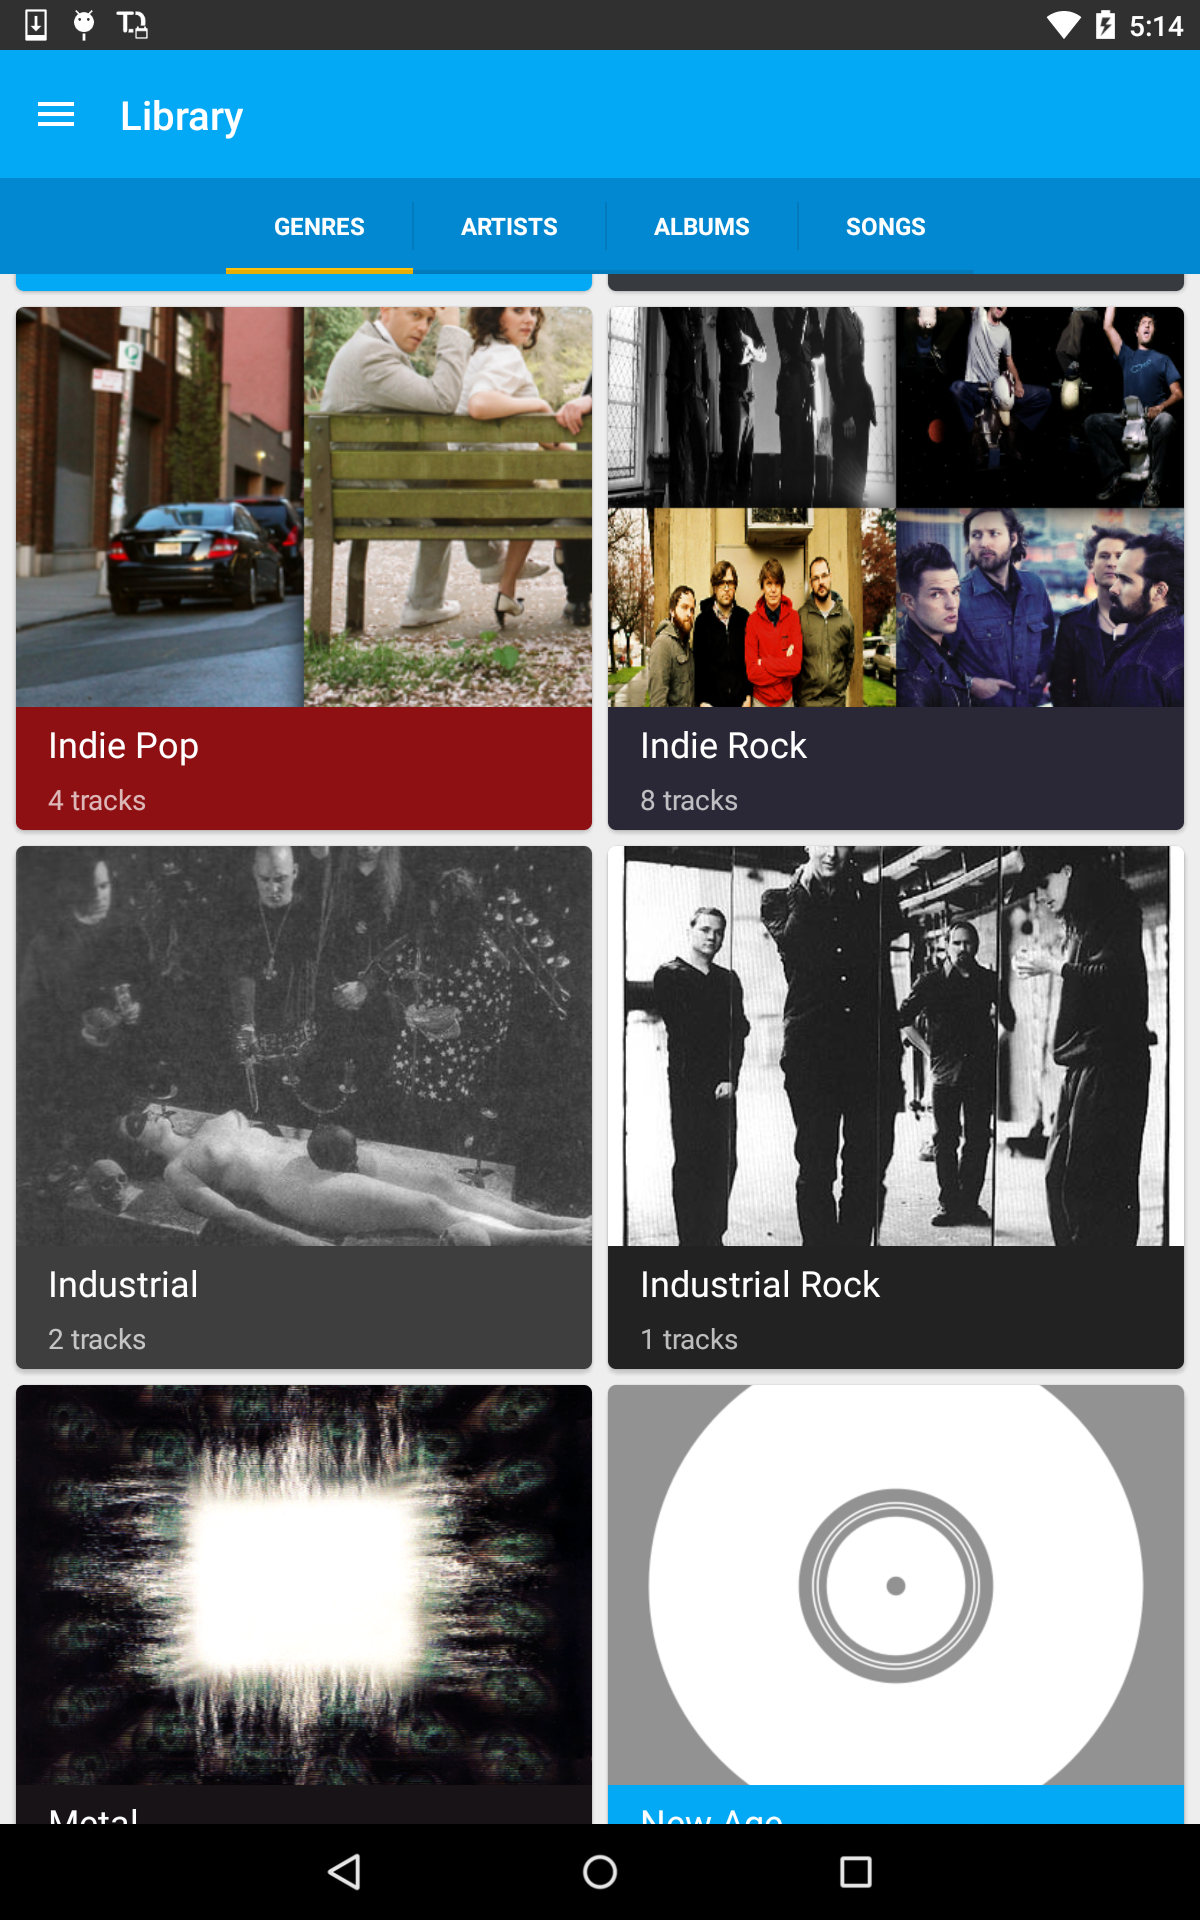 5:14
Library
GENRES
ARTISTS
ALBUMS
SONGS
Indie Pop
4 tracks
Indie Rock
8 tracks
Industrial
2 tracks
Industrial Rock
1 tracks
Metal
New Age